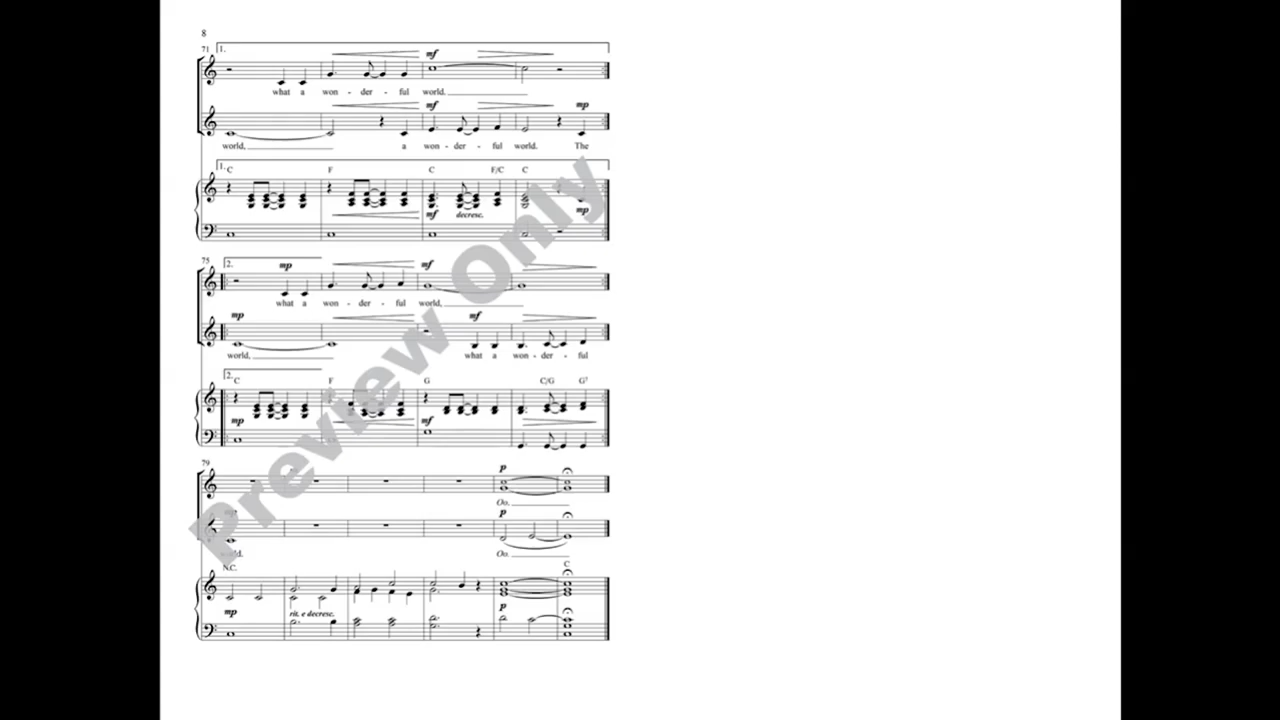 8
71
1.
mf
what a won - der - ful world.
mf mp
world, a won - der - ful world. The
1. C F C F/C C
mf decresc. mp
75
2. mp mf
what a won - der - ful world,
mp mf
world, what a won - der - ful
2. C F G C/G G7
mp mf
79
p
Oo.
mp p
world. Oo.
N.C. C
mp rit. e decresc. p
Preview Only